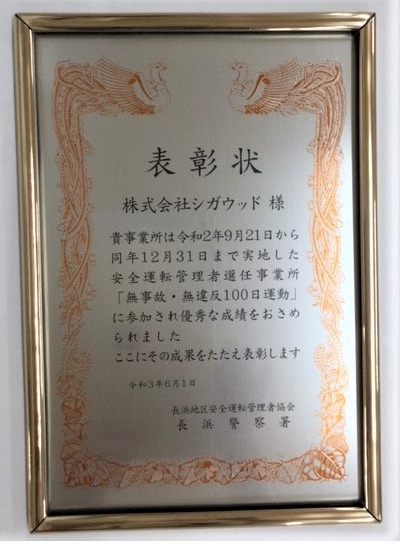 表彰状
株式会社シガウッド 様
貴事業所は令和2年9月21日から
同年12月31日まで実地した
安全運転管理者選任事業所
「無事故・無違反100日運動」
に参加され優秀な成績をおさめ
られました
ここにその成果をたたえ表彰します
令和3年6月1日
長浜地区安全運転管理者協会
長浜警察署